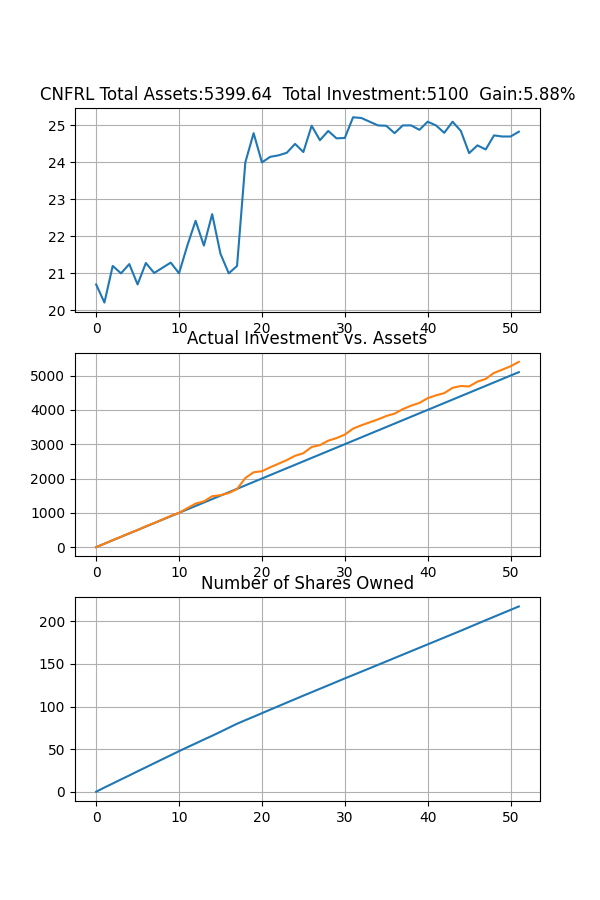 CNFRL Total Assets:5399.64  Total Investment:5100  Gain:5.88%
25
24
23
22
21
20
0 10 20 30 40 50
Actual Investment vs. Assets
5000
4000
3000
2000
1000
0
0 10 20 30 40 50
Number of Shares Owned
200
150
100
50
0
0 10 20 30 40 50